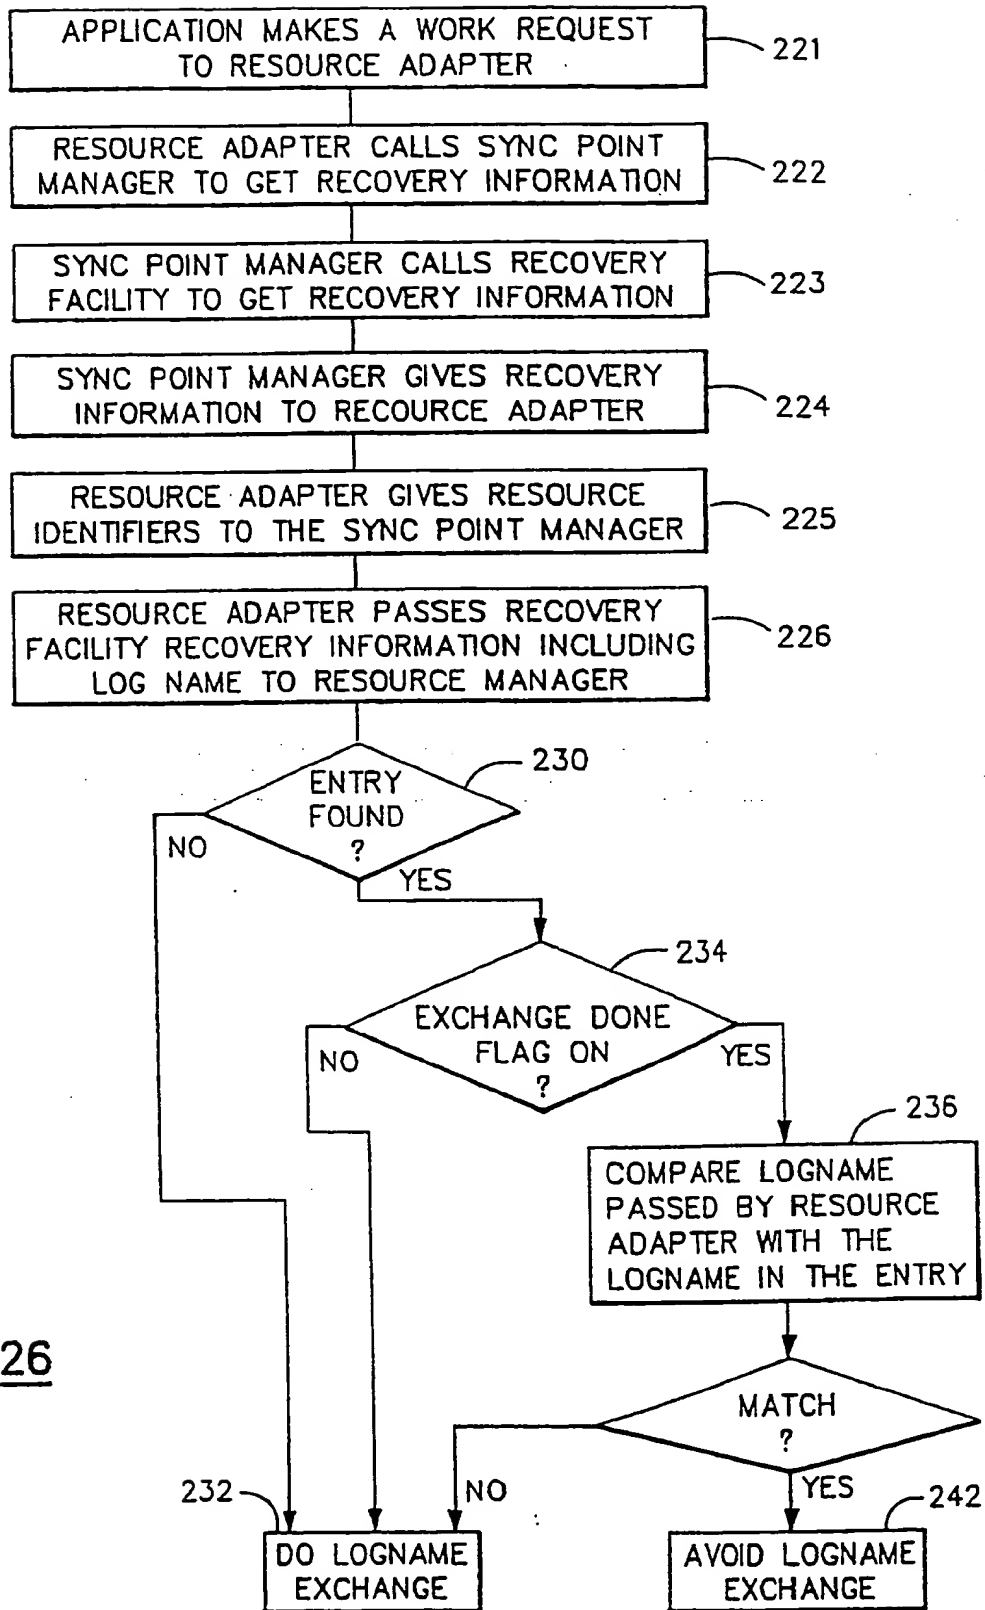 APPLICATION MAKES A WORK REQUEST
TO RESOURCE ADAPTER
221
RESOURCE ADAPTER CALLS SYNC POINT
MANAGER TO GET RECOVERY INFORMATION
222
SYNC POINT MANAGER CALLS RECOVERY
FACILITY TO GET RECOVERY INFORMATION
223
SYNC POINT MANAGER GIVES RECOVERY
INFORMATION TO RECOURCE ADAPTER
224
RESOURCE ADAPTER GIVES RESOURCE
IDENTIFIERS TO THE SYNC POINT MANAGER
225
RESOURCE ADAPTER PASSES RECOVERY
FACILITY RECOVERY INFORMATION INCLUDING
LOG NAME TO RESOURCE MANAGER
226
ENTRY
FOUND
?
230
NO
YES
234
EXCHANGE DONE
FLAG ON
?
NO
YES
236
COMPARE LOGNAME
PASSED BY RESOURCE
ADAPTER WITH THE
LOGNAME IN THE ENTRY
26
MATCH
?
NO
YES
232
DO LOGNAME
EXCHANGE
242
AVOID LOGNAME
EXCHANGE